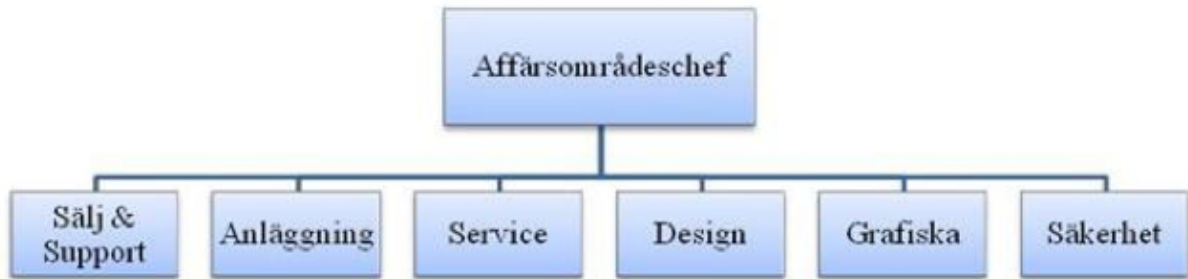 Affärsområdeschef
Sälj &
Support
Anläggning
Service
Design
Grafiska
Säkerhet